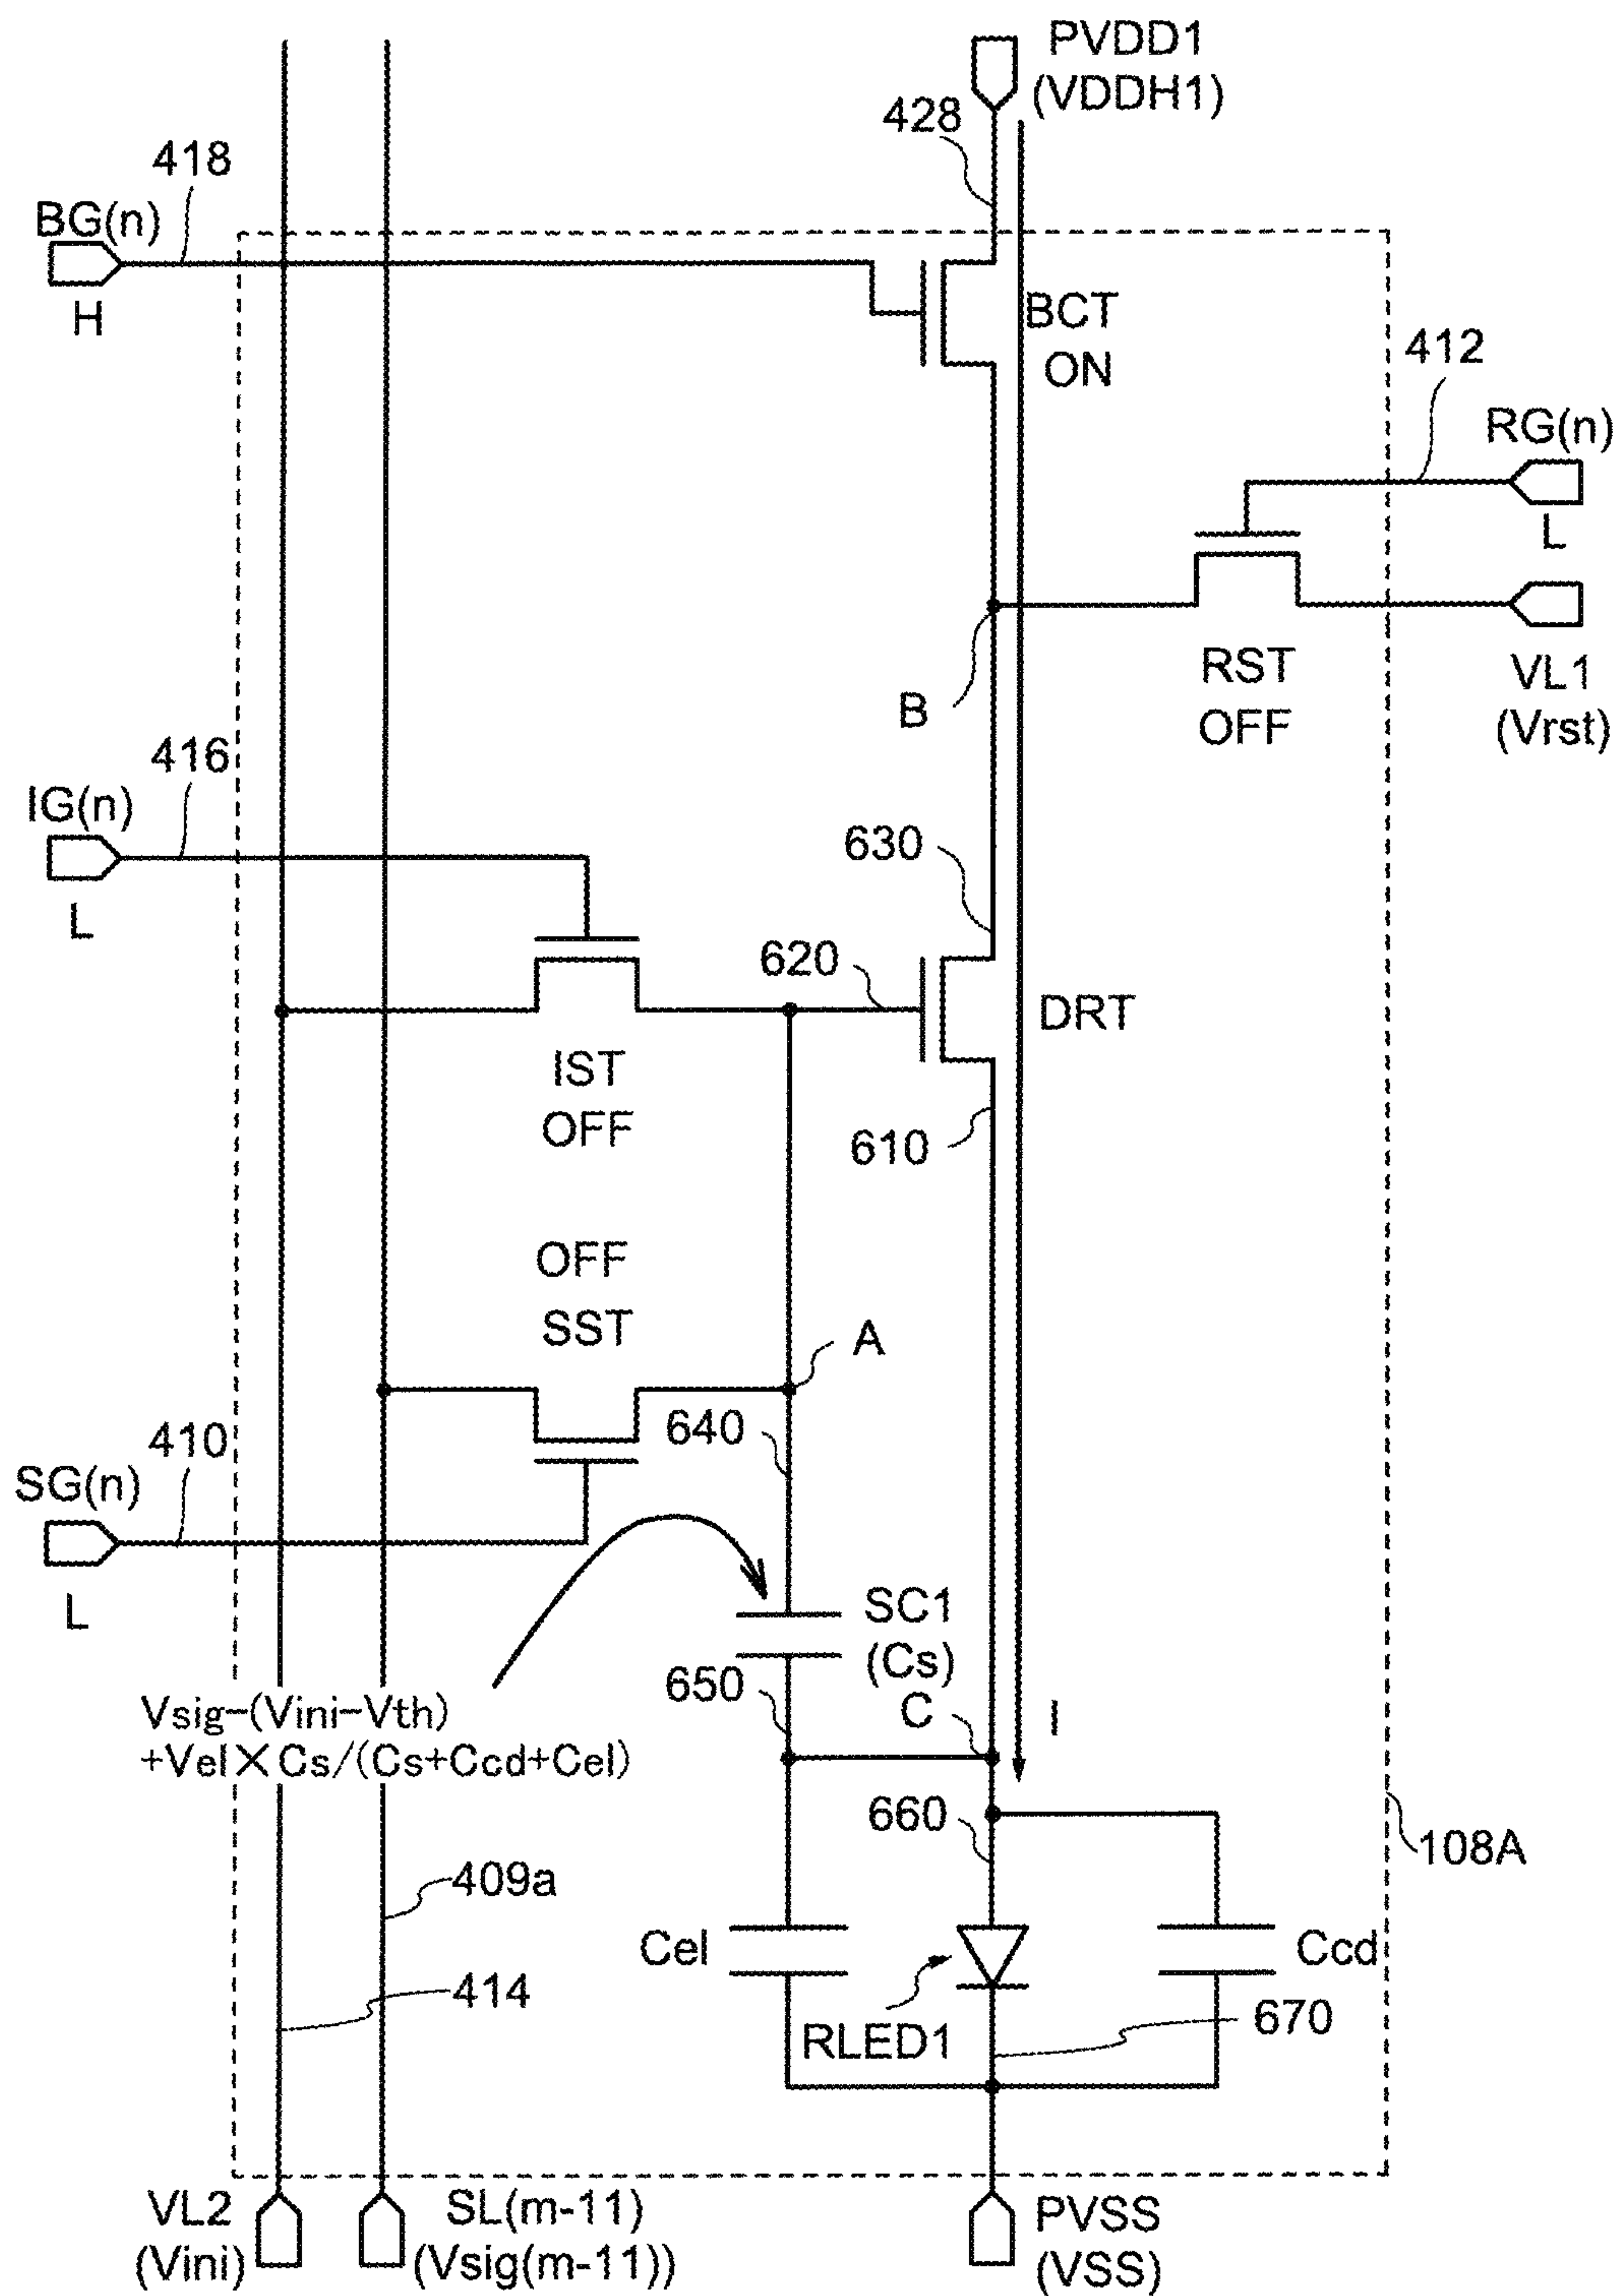 PVDD1
(VDDH1)
428
418
BG(n)
H
BCT
ON
412
RG(n)
L
B
RST
OFF
VL1
(Vrst)
416
IG(n)
L
630
620
DRT
IST
OFF
610
OFF
SST
A
640
410
SG(n)
L
SC1
(Cs)
650
C
I
Vsig-(Vini-Vth)
+Vel×Cs/(Cs+Ccd+Cel)
660
108A
409a
Cel
Ccd
414
RLED1
670
VL2
(Vini)
SL(m-11)
(Vsig(m-11))
PVSS
(VSS)